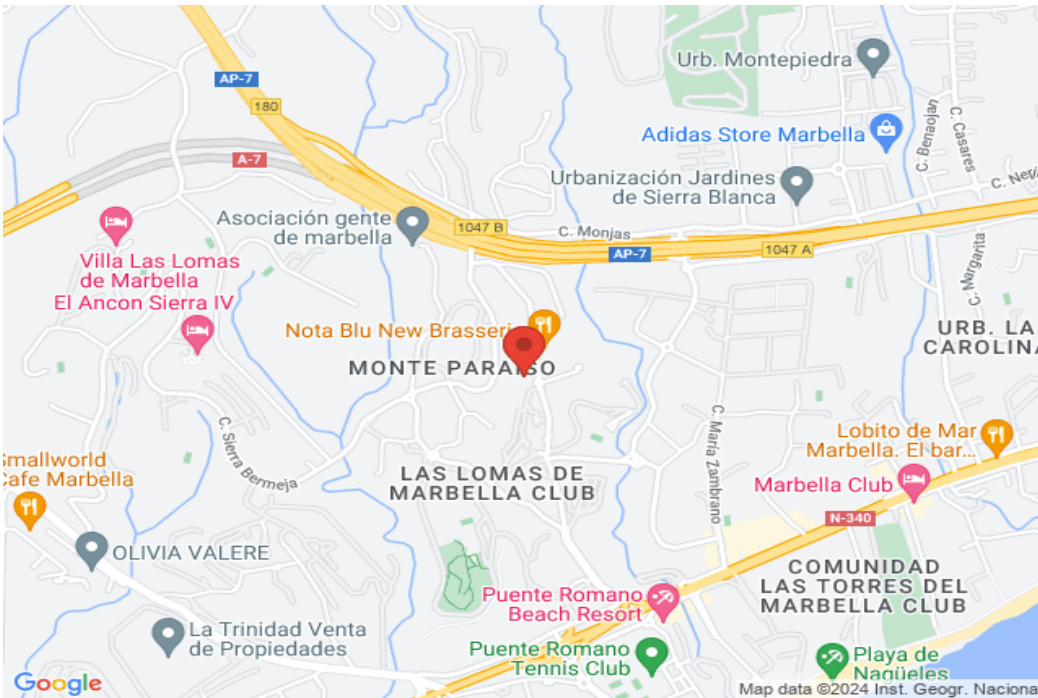 Urb. Montepiedra
AP-7
180
Adidas Store Marbella
C. Benaojan
C. Casares
A-7
Urbanización Jardines
de Sierra Blanca
C. Neri
Asociación gente
de marbella
1047 B
C. Monjas
AP-7
1047 A
Villa Las Lomas
de Marbella
El Ancon Sierra IV
C. Margarita
Nota Blu New Brasseri
URB. LA
CAROLINA
MONTE PARAISO
C. Sierra Bermeja
C. María Zambrano
Lobito de Mar
Marbella. El bar...
Smallworld
Cafe Marbella
LAS LOMAS DE
MARBELLA CLUB
Marbella Club
N-340
OLIVIA VALERE
COMUNIDAD
LAS TORRES DEL
MARBELLA CLUB
Puente Romano
Beach Resort
La Trinidad Venta
de Propiedades
Puente Romano
Tennis Club
Playa de
Nagüeles
Google
Map data ©2024 Inst. Geogr. Naciona